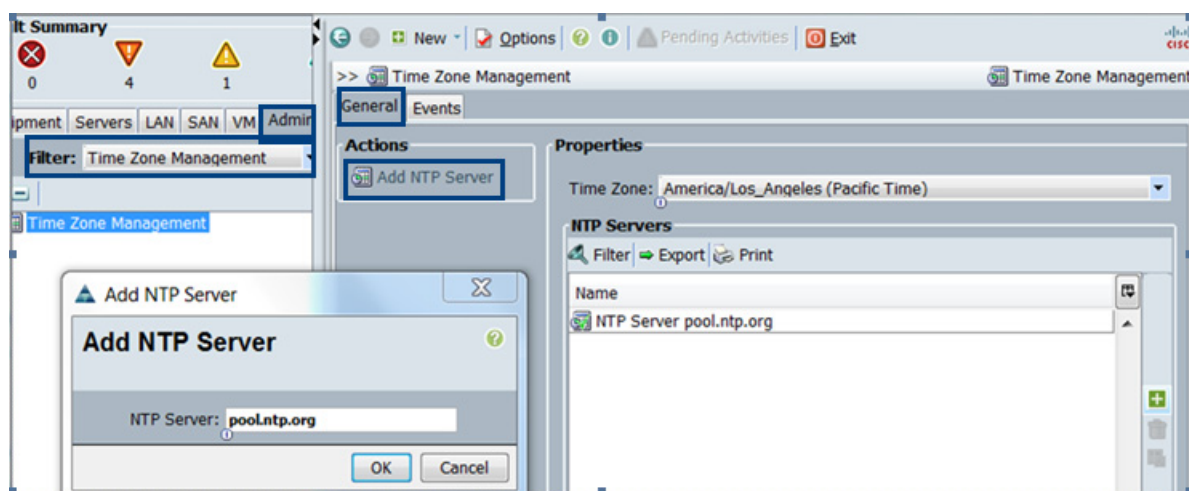 lt Summary
0 4 1
ipment Servers LAN SAN VM Admin
Filter: Time Zone Management
Time Zone Management
New Options Pending Activities Exit
cisc
>> Time Zone Management Time Zone Management
General Events
Actions
Add NTP Server
Properties
Time Zone: America/Los_Angeles (Pacific Time)
NTP Servers
Filter Export Print
Name
NTP Server pool.ntp.org
Add NTP Server
Add NTP Server
NTP Server: pool.ntp.org
OK Cancel